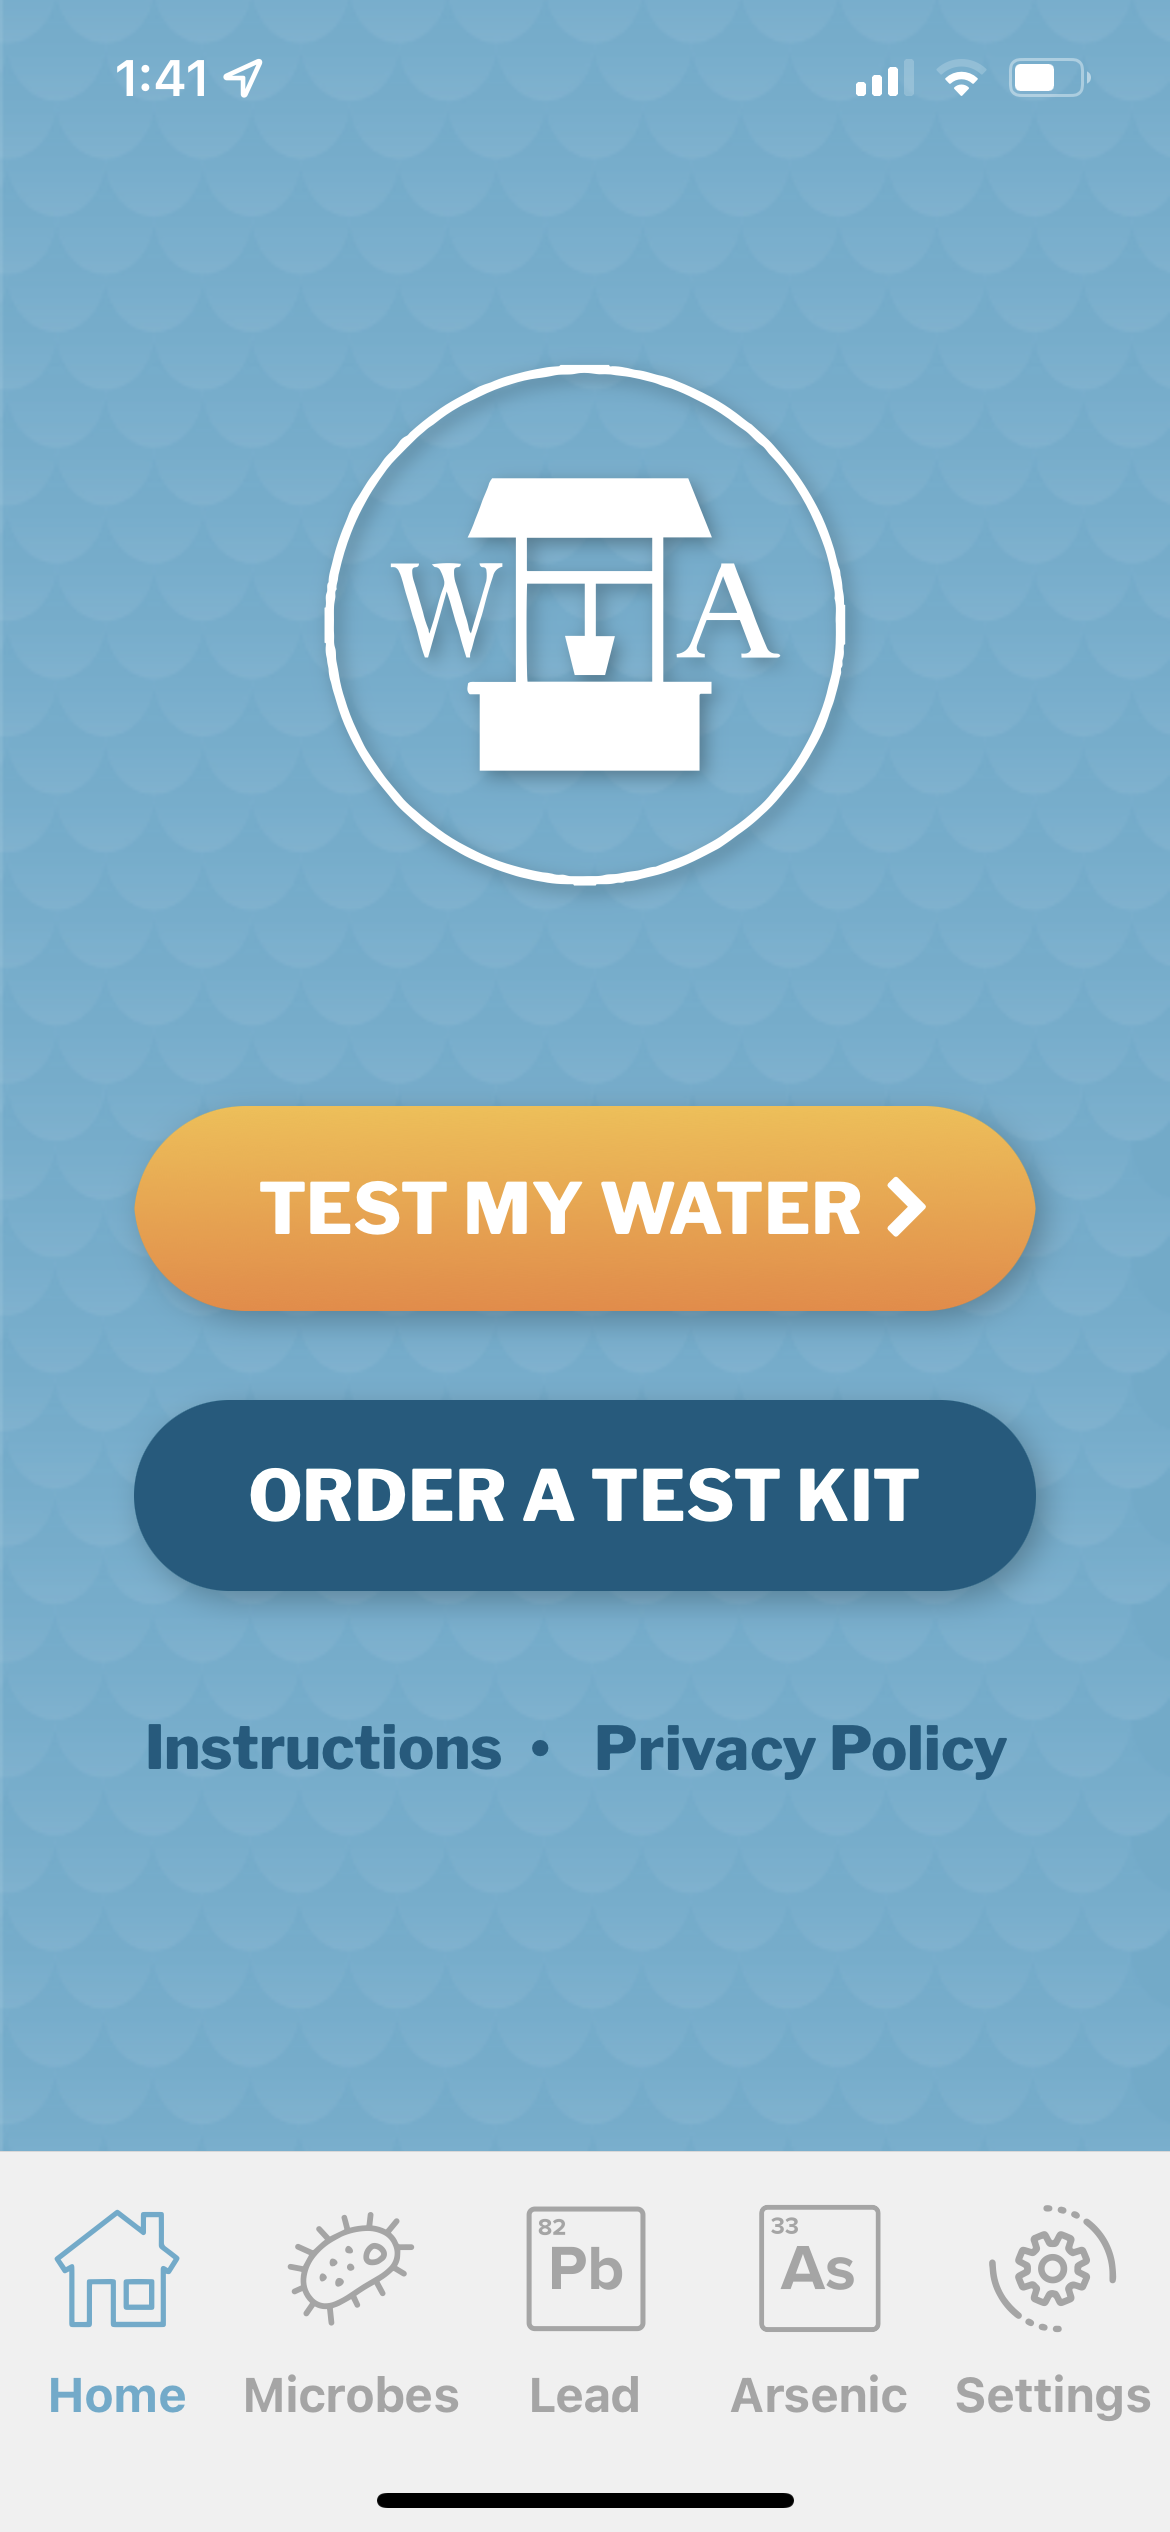 1:41
W A
TEST MY WATER
ORDER A TEST KIT
Instructions • Privacy Policy
82
Pb
33
As
Home Microbes Lead Arsenic Settings